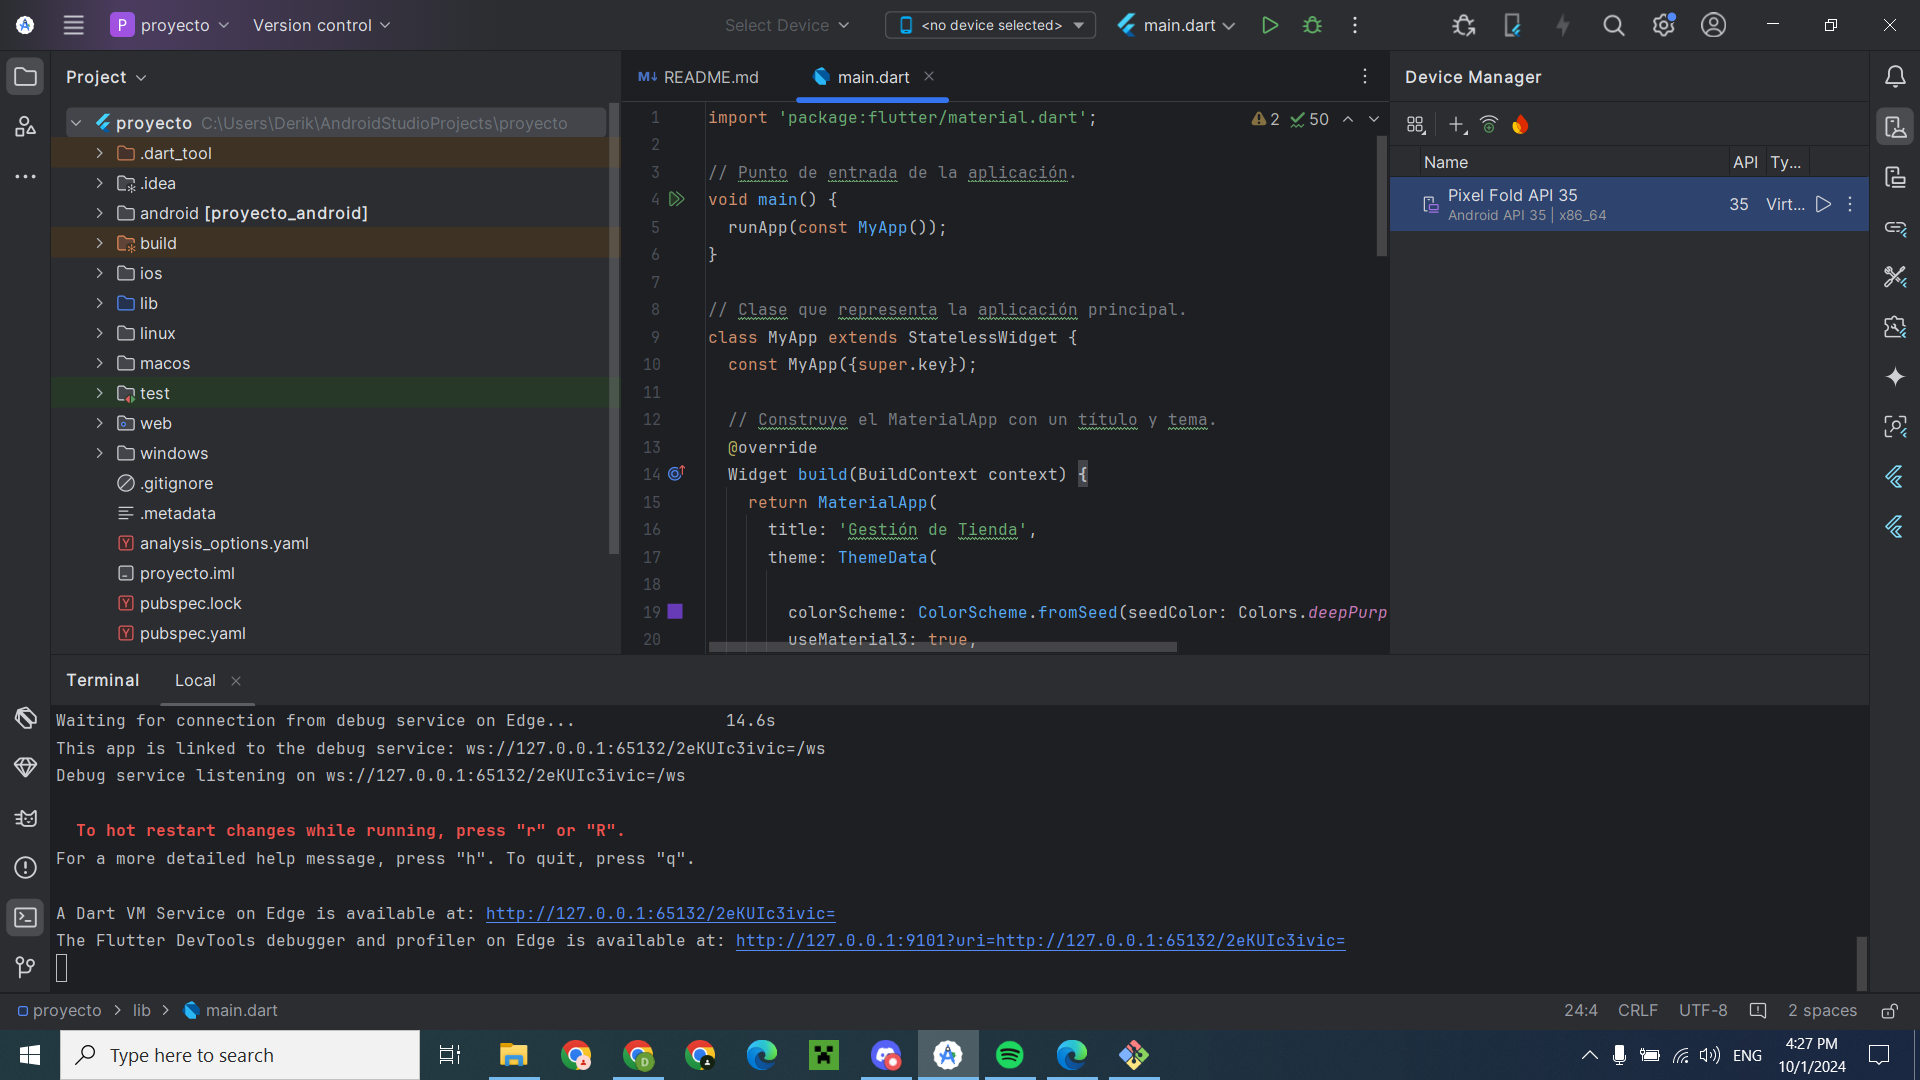 P proyecto
Version control
Select Device
<no device selected>
main.dart
Project
proyecto C:\Users\Derik\AndroidStudioProjects\proyecto
.dart_tool
.idea
android [proyecto_android]
build
ios
lib
linux
macos
test
web
windows
.gitignore
.metadata
analysis_options.yaml
proyecto.iml
pubspec.lock
pubspec.yaml
M↓ README.md
main.dart
2 50
1 import 'package:flutter/material.dart';
2
3 // Punto de entrada de la aplicación.
4 void main() {
5 runApp(const MyApp());
6 }
7
8 // Clase que representa la aplicación principal.
9 class MyApp extends StatelessWidget {
10 const MyApp({super.key});
11
12 // Construye el MaterialApp con un título y tema.
13 @override
14 Widget build(BuildContext context) {
15 return MaterialApp(
16 title: 'Gestión de Tienda',
17 theme: ThemeData(
18
19 colorScheme: ColorScheme.fromSeed(seedColor: Colors.deepPurp
20 useMaterial3: true,
Device Manager
Name API Ty...
Pixel Fold API 35 35 Virt...
Android API 35 | x86_64
Terminal
Local
Waiting for connection from debug service on Edge... 14.6s
This app is linked to the debug service: ws://127.0.0.1:65132/2eKUIc3ivic=/ws
Debug service listening on ws://127.0.0.1:65132/2eKUIc3ivic=/ws
To hot restart changes while running, press "r" or "R".
For a more detailed help message, press "h". To quit, press "q".
A Dart VM Service on Edge is available at: http://127.0.0.1:65132/2eKUIc3ivic=
The Flutter DevTools debugger and profiler on Edge is available at: http://127.0.0.1:9101?uri=http://127.0.0.1:65132/2eKUIc3ivic=
proyecto > lib > main.dart
24:4 CRLF UTF-8 2 spaces
Type here to search
ENG
4:27 PM
10/1/2024